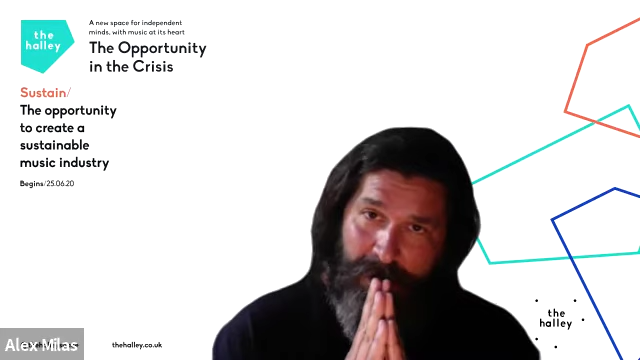 the
halley
A new space for independent
minds, with music at its heart
The Opportunity
in the Crisis
Sustain/
The opportunity
to create a
sustainable
music industry
Begins/25.06.20
the
halley
Alex Milas
thehalley.co.uk